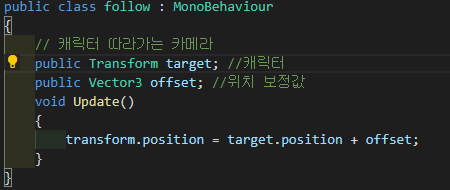 public class follow : MonoBehaviour
{
    // 캐릭터 따라가는 카메라
    public Transform target; //캐릭터
    public Vector3 offset; //위치 보정값
    void Update()
    {
        transform.position = target.position + offset;
    }
}